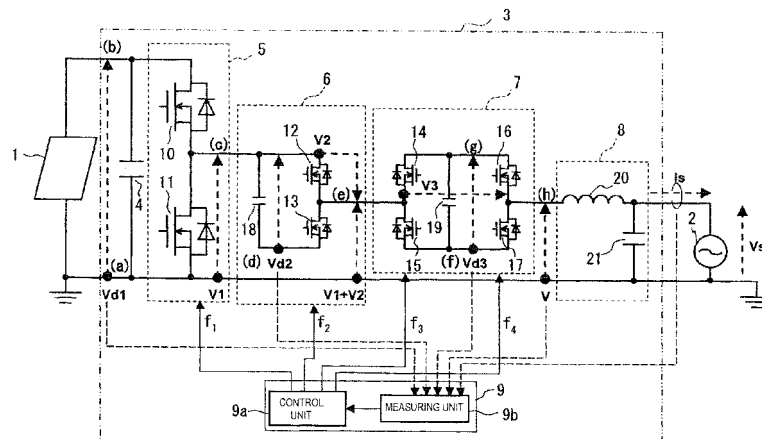 3
(b)
5
6
7
8
1
10
(c)
12
V2
14
(g)
16
(h)
20
is
11
4
18
13
(e)
V3
19
2
21
Vs
(a)
(d)
Vd2
15
(f)
Vd3
17
Vd1
V1
V1+V2
V
f1
f2
f3
f4
9
9a
CONTROL
UNIT
MEASURING UNIT
9b